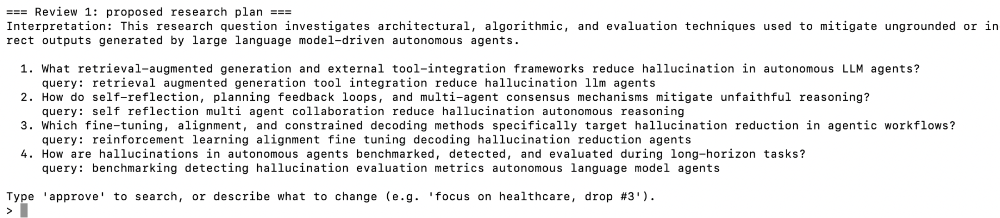 === Review 1: proposed research plan ===
Interpretation: This research question investigates architectural, algorithmic, and evaluation techniques used to mitigate ungrounded or in
rect outputs generated by large language model-driven autonomous agents.
1. What retrieval-augmented generation and external tool-integration frameworks reduce hallucination in autonomous LLM agents?
query: retrieval augmented generation tool integration reduce hallucination llm agents
2. How do self-reflection, planning feedback loops, and multi-agent consensus mechanisms mitigate unfaithful reasoning?
query: self reflection multi agent collaboration reduce hallucination autonomous reasoning
3. Which fine-tuning, alignment, and constrained decoding methods specifically target hallucination reduction in agentic workflows?
query: reinforcement learning alignment fine tuning decoding hallucination reduction agents
4. How are hallucinations in autonomous agents benchmarked, detected, and evaluated during long-horizon tasks?
query: benchmarking detecting hallucination evaluation metrics autonomous language model agents
Type 'approve' to search, or describe what to change (e.g. 'focus on healthcare, drop #3').
>